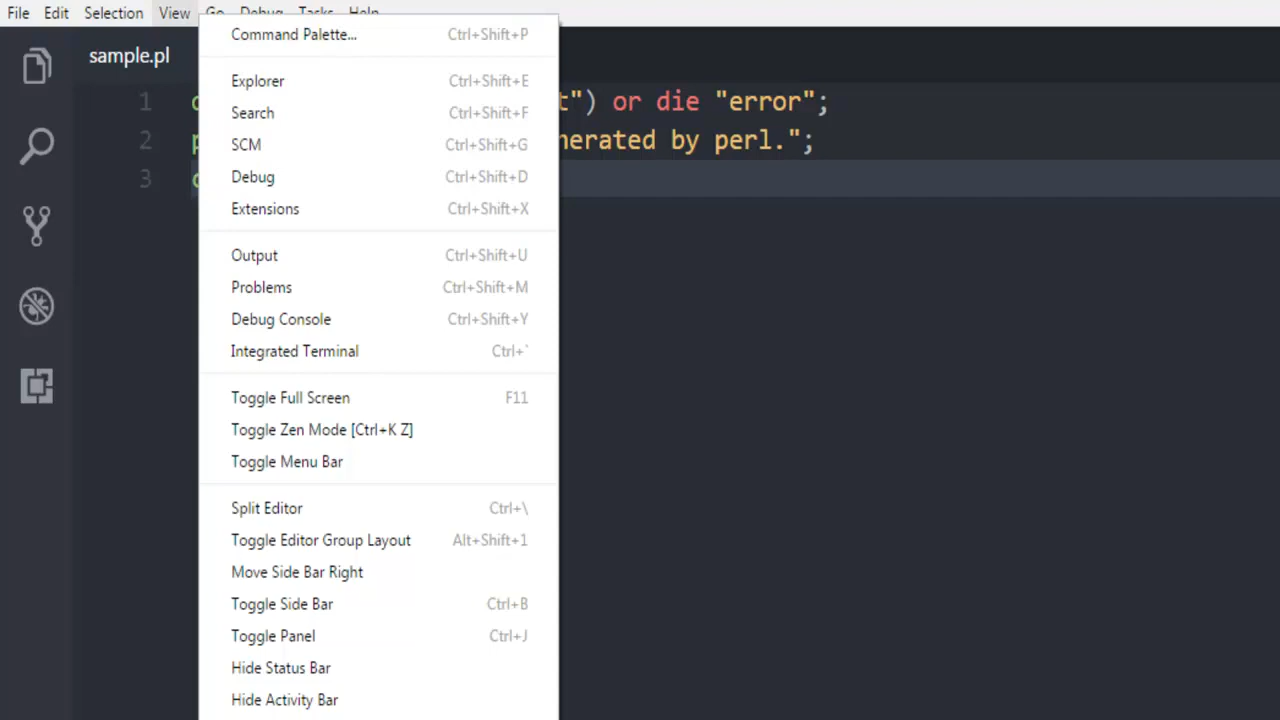 File Edit Selection View Go Debug Tasks Help
Command Palette... Ctrl+Shift+P
sample.pl
Explorer Ctrl+Shift+E
1 t") or die "error";
Search Ctrl+Shift+F
2 nerated by perl.";
SCM Ctrl+Shift+G
Debug Ctrl+Shift+D
3
Extensions Ctrl+Shift+X
Output Ctrl+Shift+U
Problems Ctrl+Shift+M
Debug Console Ctrl+Shift+Y
Integrated Terminal Ctrl+`
Toggle Full Screen F11
Toggle Zen Mode [Ctrl+K Z]
Toggle Menu Bar
Split Editor Ctrl+\
Toggle Editor Group Layout Alt+Shift+1
Move Side Bar Right
Toggle Side Bar Ctrl+B
Toggle Panel Ctrl+J
Hide Status Bar
Hide Activity Bar